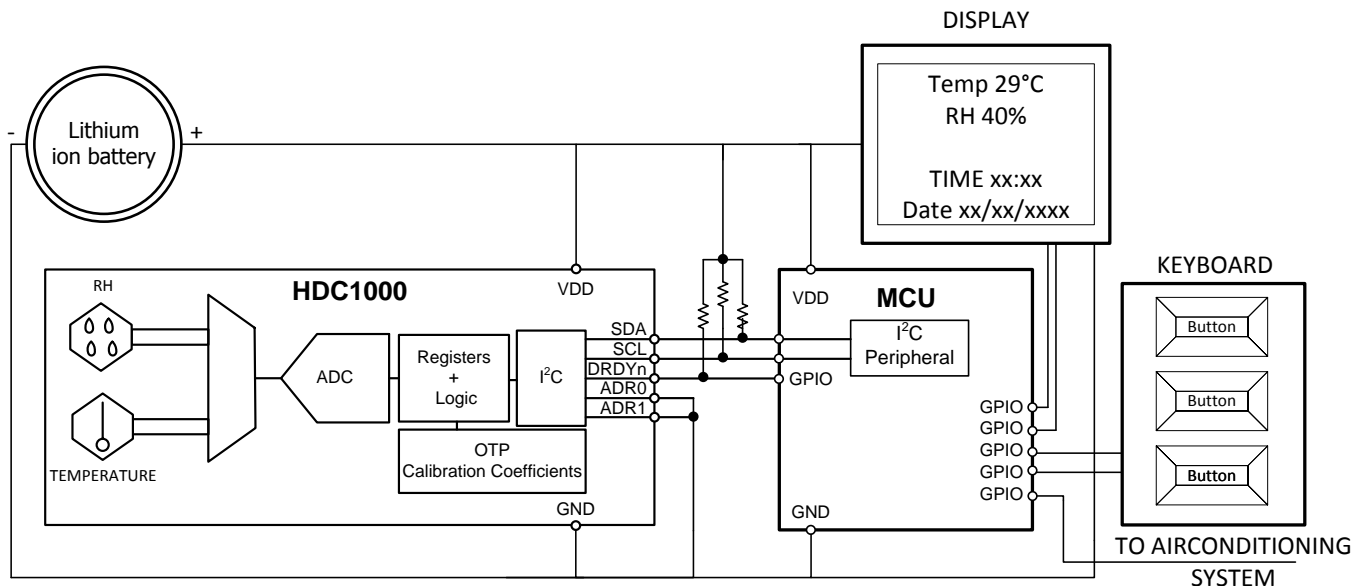 DISPLAY
Temp 29°C
RH 40%
TIME xx:xx
Date xx/xx/xxxx
-
Lithium
ion battery
+
KEYBOARD
Button
Button
Button
RH
HDC1000
VDD
TEMPERATURE
ADC
Registers
+
Logic
I²C
OTP
Calibration Coefficients
SDA
SCL
DRDYn
ADR0
ADR1
GND
MCU
VDD
I²C
Peripheral
GPIO
GPIO
GPIO
GPIO
GPIO
GPIO
GND
TO AIRCONDITIONING
SYSTEM